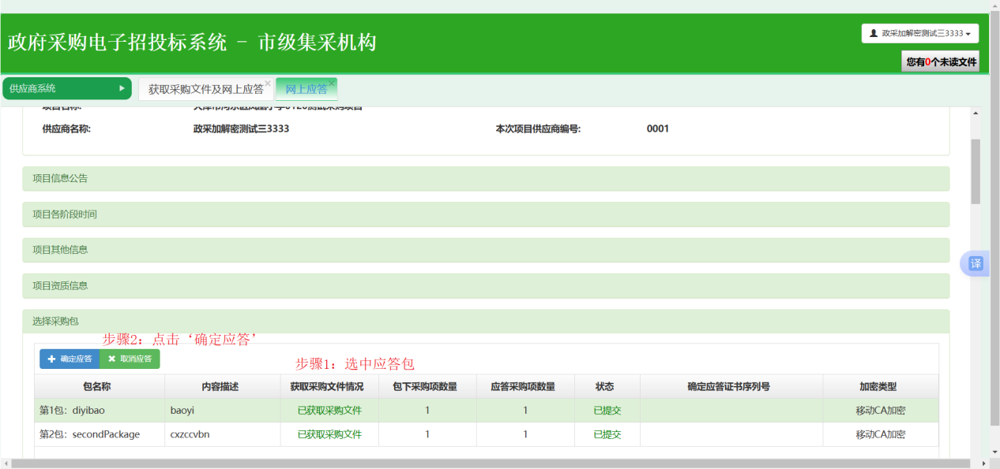 政府采购电子招投标系统 - 市级集采机构
政采加解密测试三3333
您有0个未读文件
供应商系统
获取采购文件及网上应答
网上应答
供应商名称: 政采加解密测试三3333 本次项目供应商编号: 0001
项目信息公告
项目各阶段时间
项目其他信息
项目资质信息
选择采购包
步骤2：点击‘确定应答’
确定应答 取消应答
步骤1：选中应答包
包名称 内容描述 获取采购文件情况 包下采购项数量 应答采购项数量 状态 确定应答证书序列号 加密类型
第1包：diyibao baoyi 已获取采购文件 1 1 已提交 移动CA加密
第2包：secondPackage cxzccvbn 已获取采购文件 1 1 已提交 移动CA加密
译